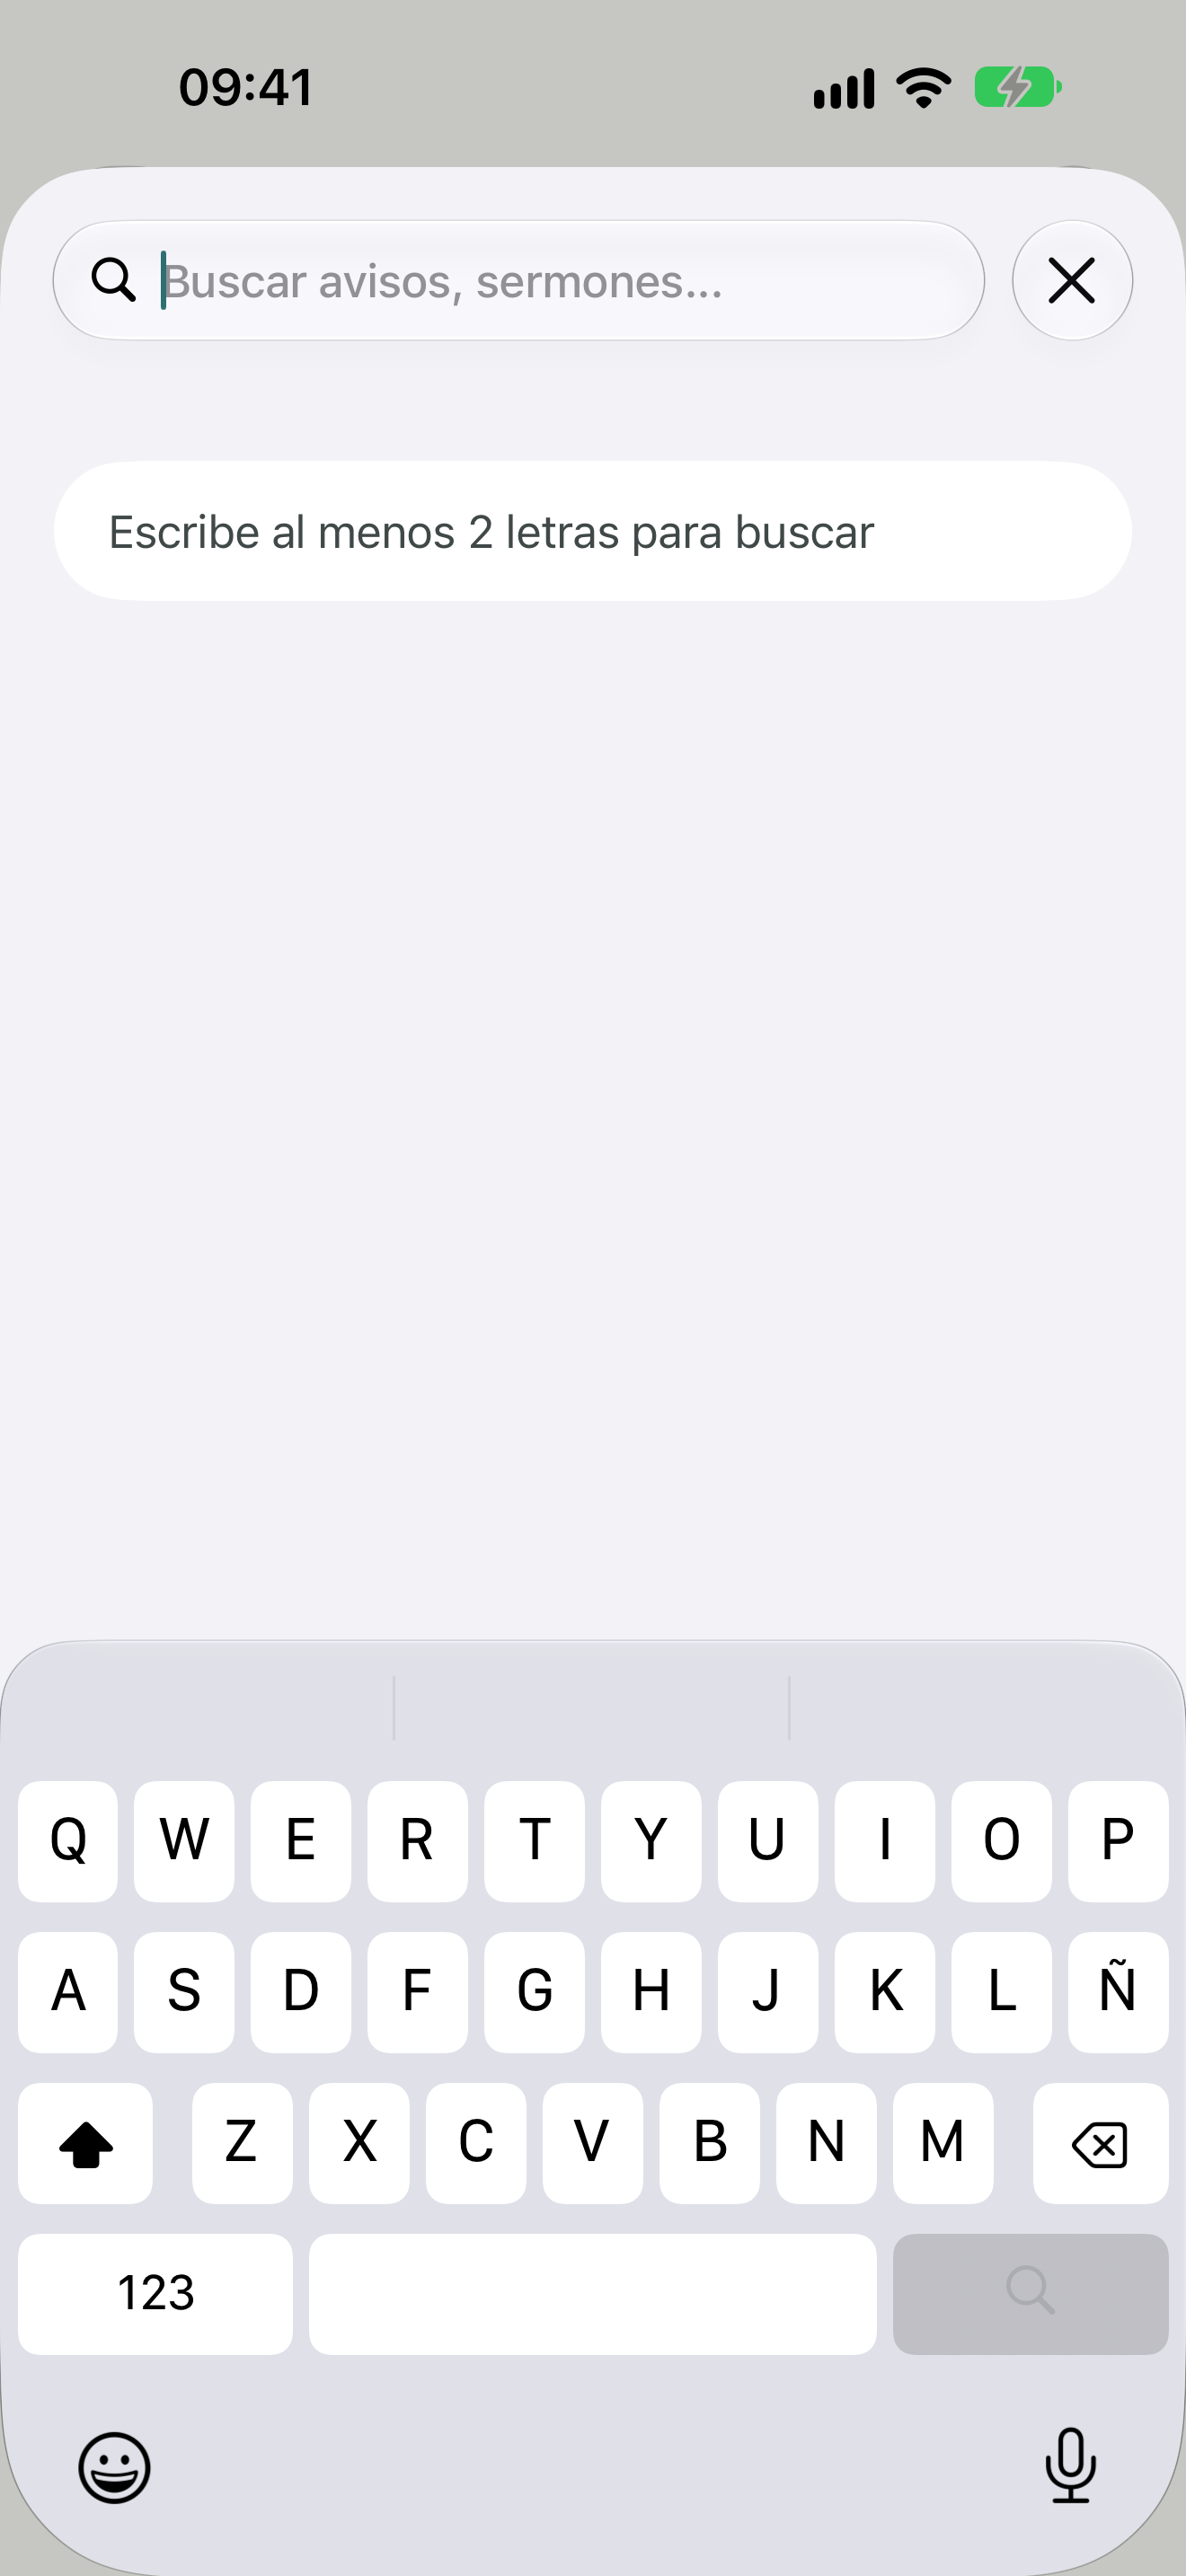 09:41
Buscar avisos, sermones...
Escribe al menos 2 letras para buscar
Q W E R T Y U I O P
A S D F G H J K L Ñ
Z X C V B N M
123